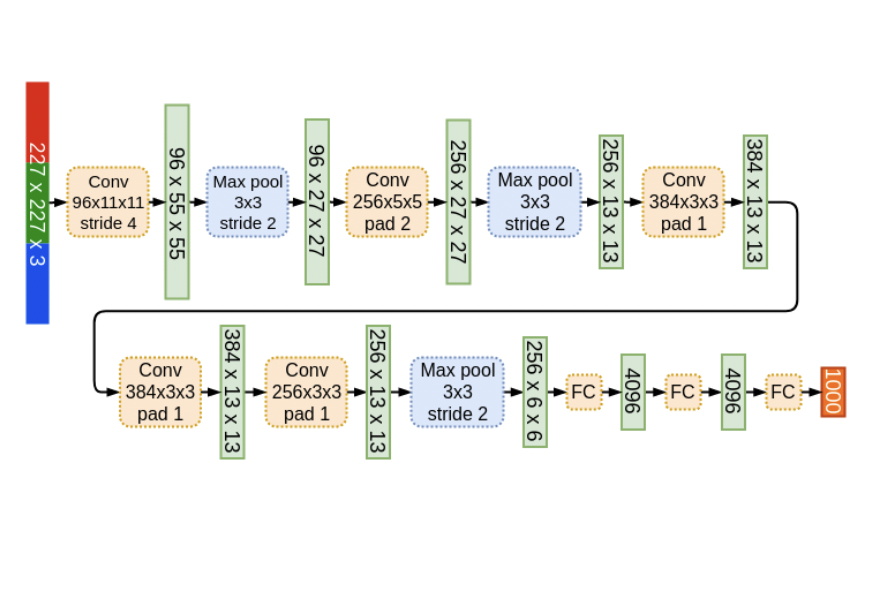 227 x 227 x 3
Conv
96x11x11
stride 4
96 x 55 x 55
Max pool
3x3
stride 2
96 x 27 x 27
Conv
256x5x5
pad 2
256 x 27 x 27
Max pool
3x3
stride 2
256 x 13 x 13
Conv
384x3x3
pad 1
384 x 13 x 13
Conv
384x3x3
pad 1
384 x 13 x 13
Conv
256x3x3
pad 1
256 x 13 x 13
Max pool
3x3
stride 2
256 x 6 x 6
FC
4096
FC
4096
FC
1000